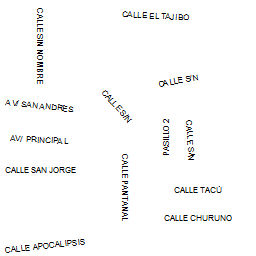 CALLE SIN NOMBRE
CALLE EL TAJIBO
CALLE S/N
AV/ SAN ANDRES
CALLE S/N
AV/ PRINCIPAL
PASILLO 2
CALLE S/N
CALLE SAN JORGE
CALLE PANTANAL
CALLE TACÚ
CALLE CHURUNO
CALLE APOCALIPSIS